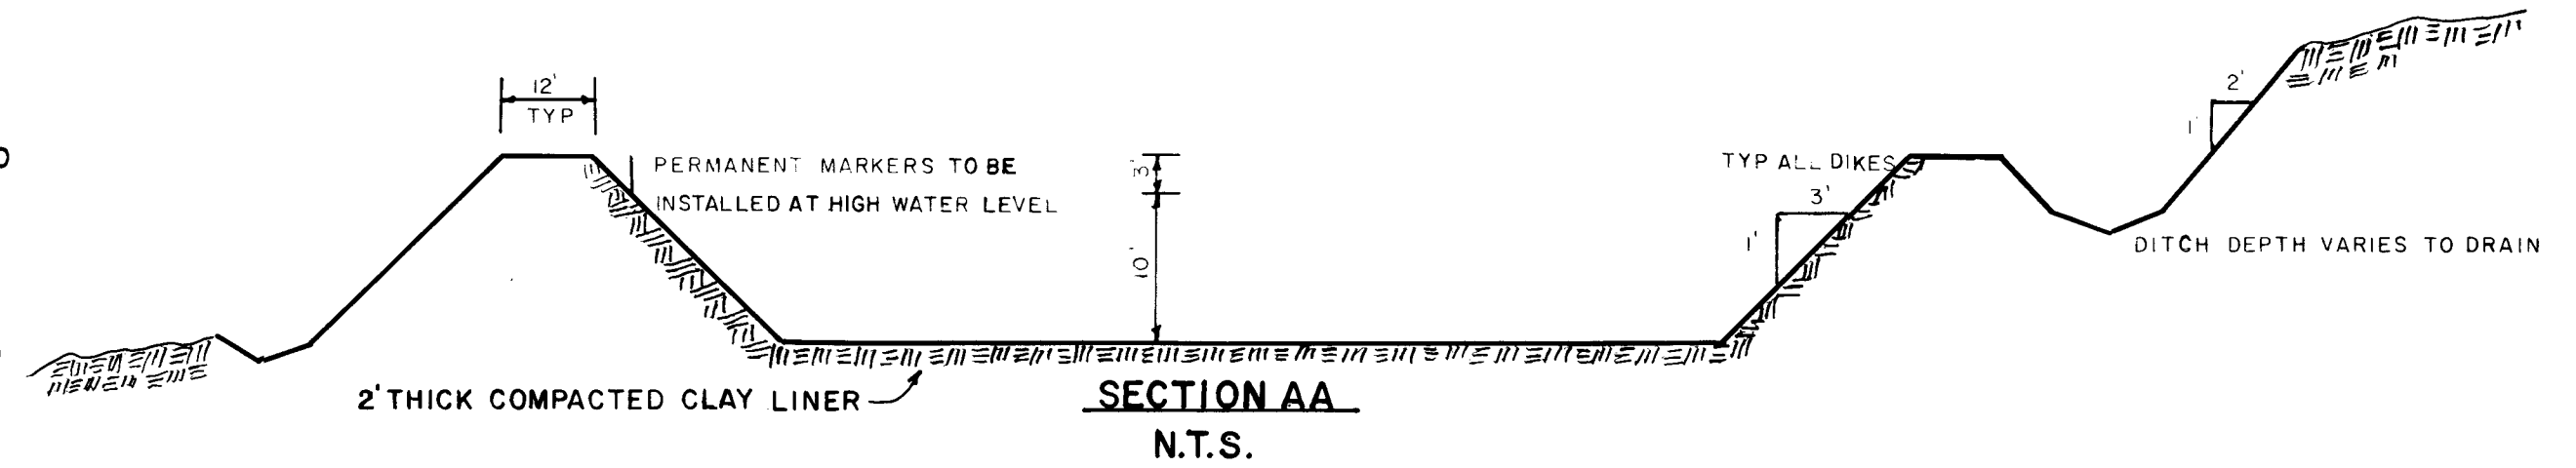 12'
TYP
PERMANENT MARKERS TO BE
INSTALLED AT HIGH WATER LEVEL
3'
10'
TYP ALL DIKES
3'
1'
2'
1'
DITCH DEPTH VARIES TO DRAIN
2' THICK COMPACTED CLAY LINER
SECTION AA
N.T.S.